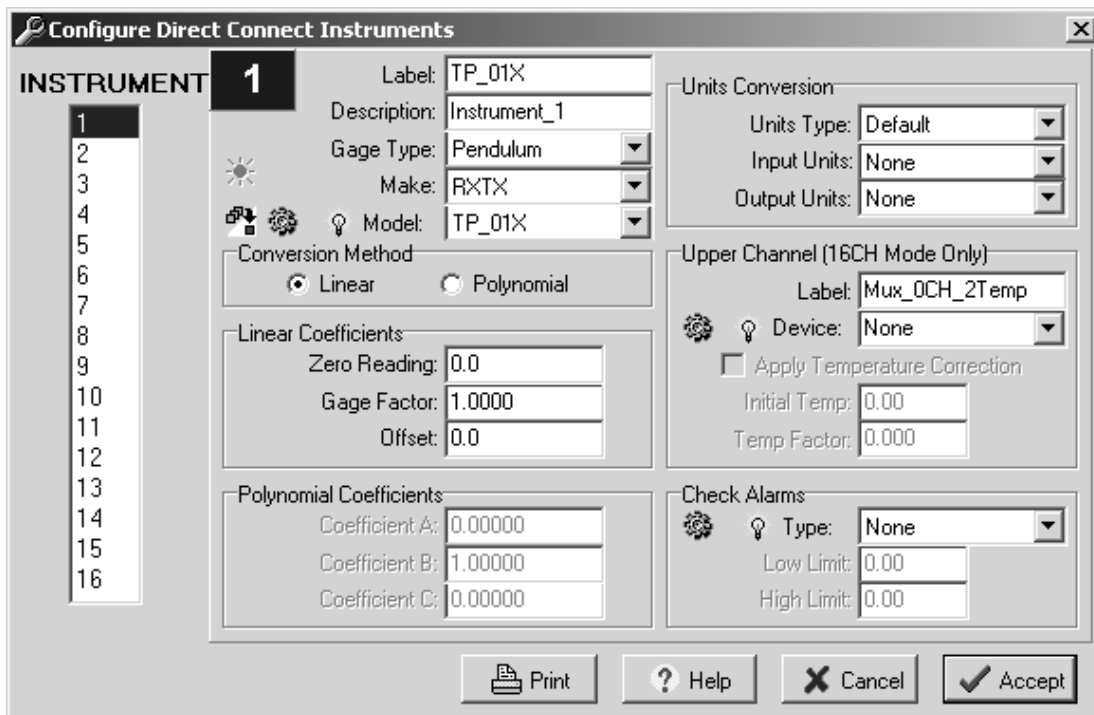 Configure Direct Connect Instruments
INSTRUMENT
1
2
3
4
5
6
7
8
9
10
11
12
13
14
15
16
1
Label: TP_01X
Description: Instrument_1
Gage Type: Pendulum
Make: RXTX
Model: TP_01X
Conversion Method
Linear Polynomial
Linear Coefficients
Zero Reading: 0.0
Gage Factor: 1.0000
Offset: 0.0
Polynomial Coefficients
Coefficient A: 0.00000
Coefficient B: 1.00000
Coefficient C: 0.00000
Units Conversion
Units Type: Default
Input Units: None
Output Units: None
Upper Channel (16CH Mode Only)
Label: Mux_0CH_2Temp
Device: None
Apply Temperature Correction
Initial Temp: 0.00
Temp Factor: 0.000
Check Alarms
Type: None
Low Limit: 0.00
High Limit: 0.00
Print
? Help
Cancel
Accept